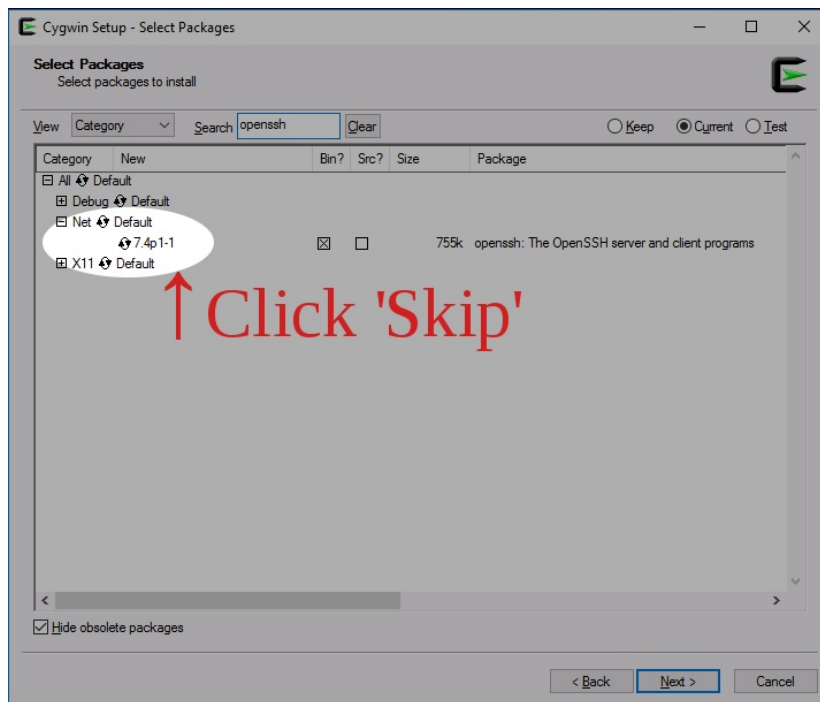 Cygwin Setup - Select Packages
Select Packages
Select packages to install
View Category Search openssh Clear Keep Current Test
Category New Bin? Src? Size Package
All Default
Debug Default
Net Default
7.4p1-1 755k openssh: The OpenSSH server and client programs
X11 Default
Click 'Skip'
Hide obsolete packages
< Back Next > Cancel